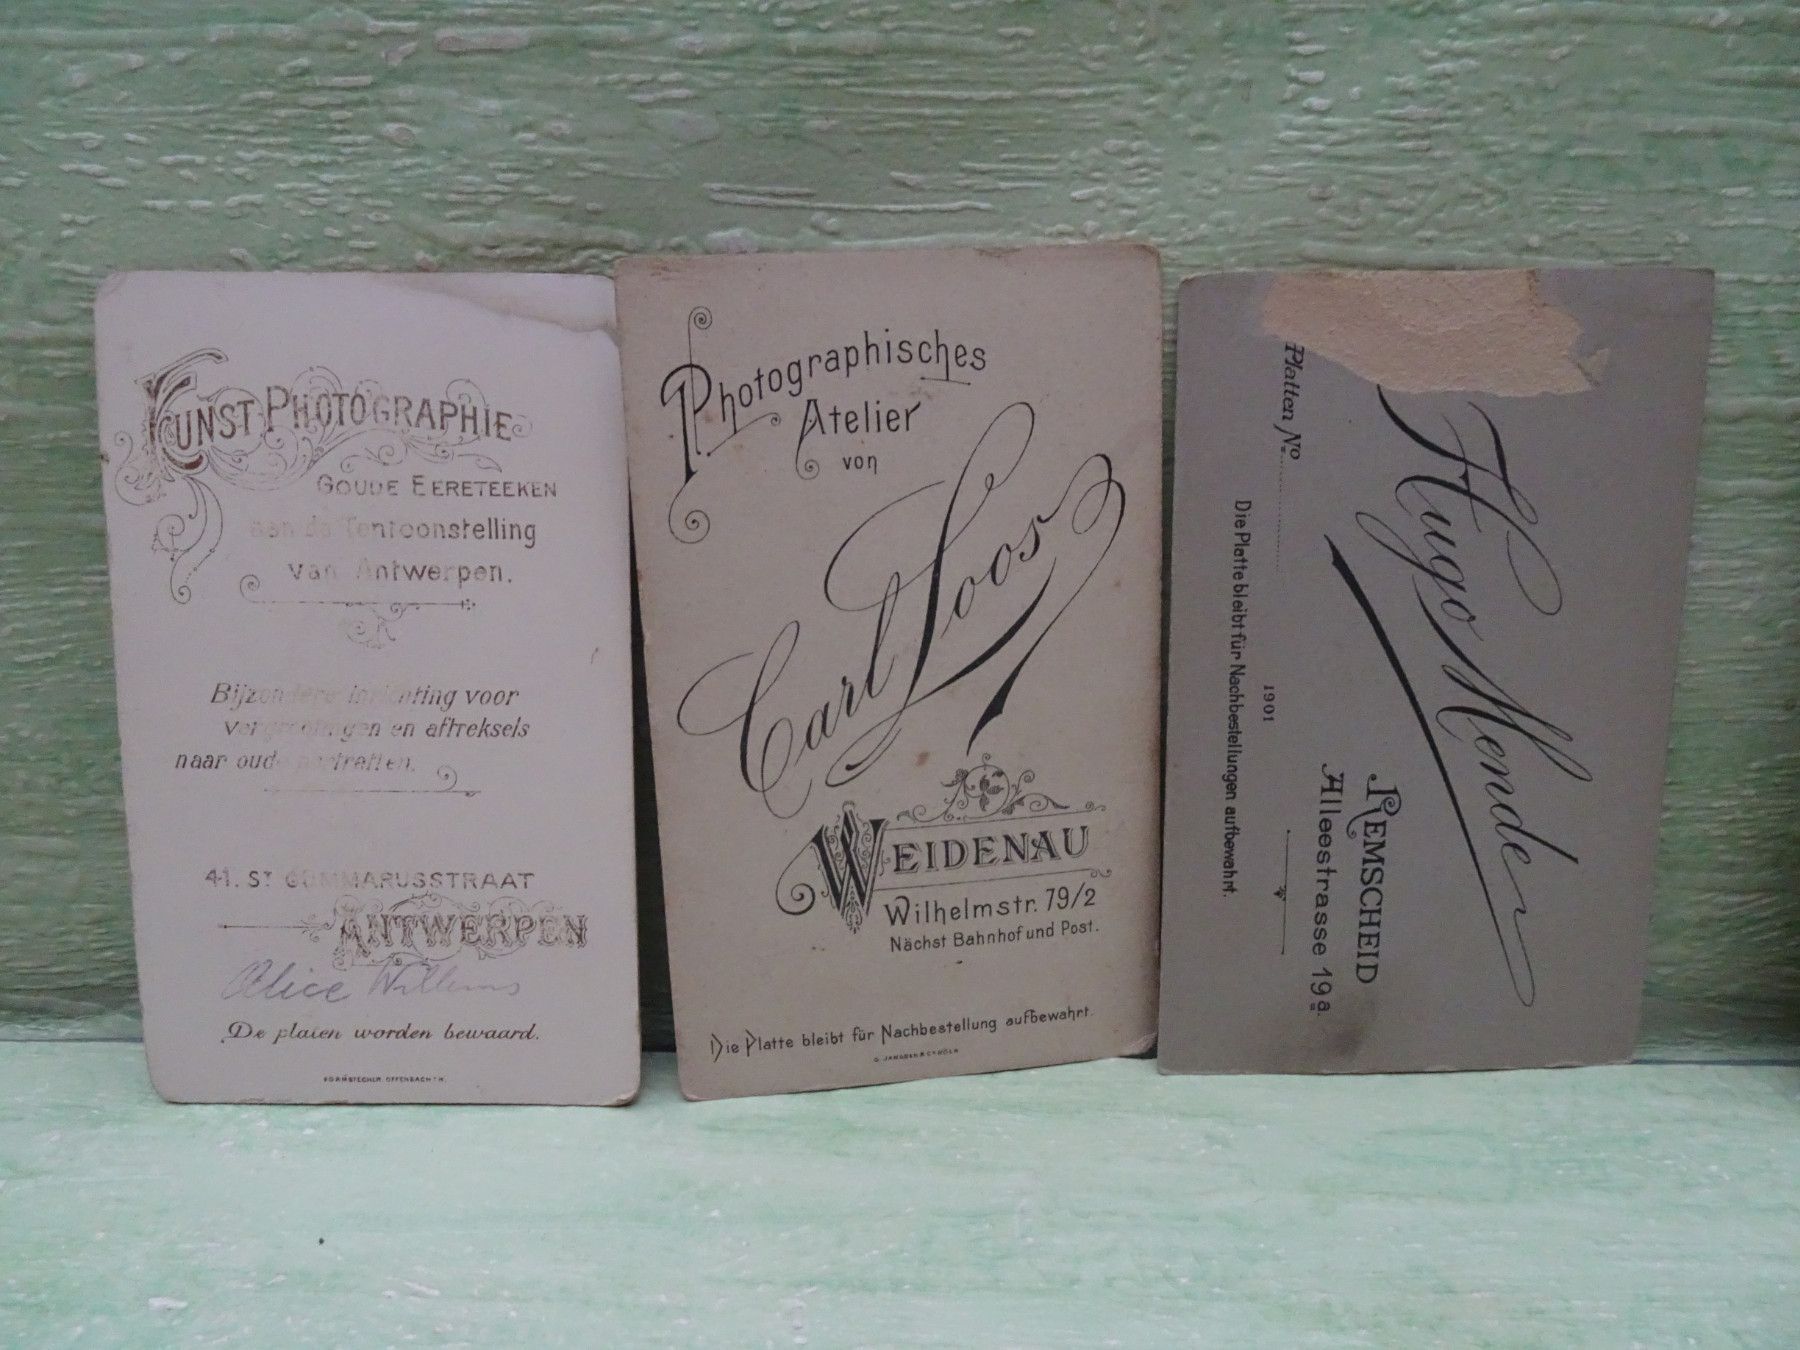 KUNST PHOTOGRAPHIE
GOUDE EERETEEKEN
aan de Tentoonstelling
van Antwerpen.
Bijzondere inrichting voor
vergrootingen en aftreksels
naar oude portretten.
41. ST GOMMARUSSTRAAT
ANTWERPEN
Alice Willems
De platen worden bewaard.
Photographisches
Atelier
von
Carl Loos
WEIDENAU
Wilhelmstr. 79/2
Nächst Bahnhof und Post.
Die Platte bleibt für Nachbestellung aufbewahrt.
Hugo Mende
REMSCHEID
Alleestrasse 19a.
Platten No
1901
Die Platte bleibt für Nachbestellungen aufbewahrt.